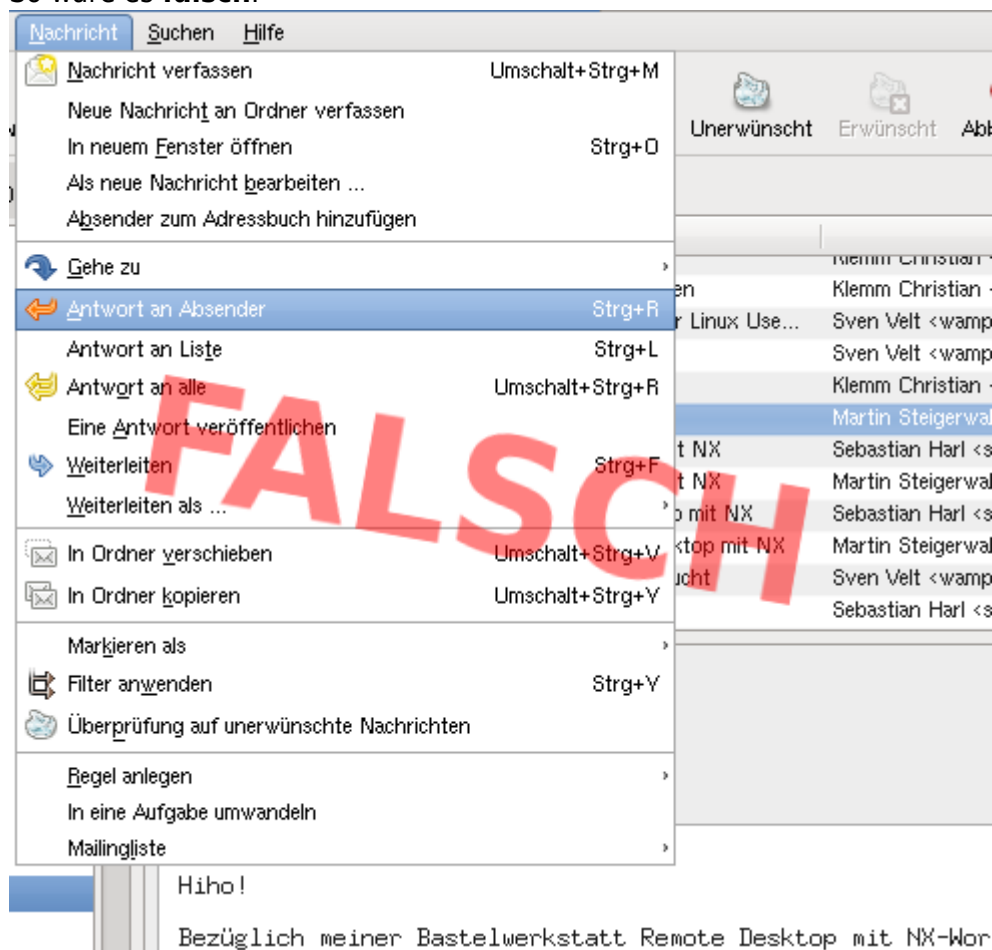 So wäre es falsch:
Nachricht Suchen Hilfe
Nachricht verfassen Umschalt+Strg+M
Neue Nachricht an Ordner verfassen
In neuem Fenster öffnen Strg+O
Als neue Nachricht bearbeiten ...
Absender zum Adressbuch hinzufügen
Gehe zu
Antwort an Absender Strg+R
Antwort an Liste Strg+L
Antwort an alle Umschalt+Strg+R
Eine Antwort veröffentlichen
Weiterleiten Strg+F
Weiterleiten als ...
In Ordner verschieben Umschalt+Strg+V
In Ordner kopieren Umschalt+Strg+Y
Markieren als
Filter anwenden Strg+Y
Überprüfung auf unerwünschte Nachrichten
Regel anlegen
In eine Aufgabe umwandeln
Mailingliste
FALSCH
Unerwünscht Erwünscht
Klemm Christian
en Klemm Christian
r Linux Use... Sven Velt <wamp
Sven Velt <wamp
Klemm Christian
Martin Steigerwal
t NX Sebastian Harl <s
t NX Martin Steigerwal
p mit NX Sebastian Harl <s
ktop mit NX Martin Steigerwal
ucht Sven Velt <wamp
Sebastian Harl <s
Hiho!
Bezüglich meiner Bastelwerkstatt Remote Desktop mit NX-Wor